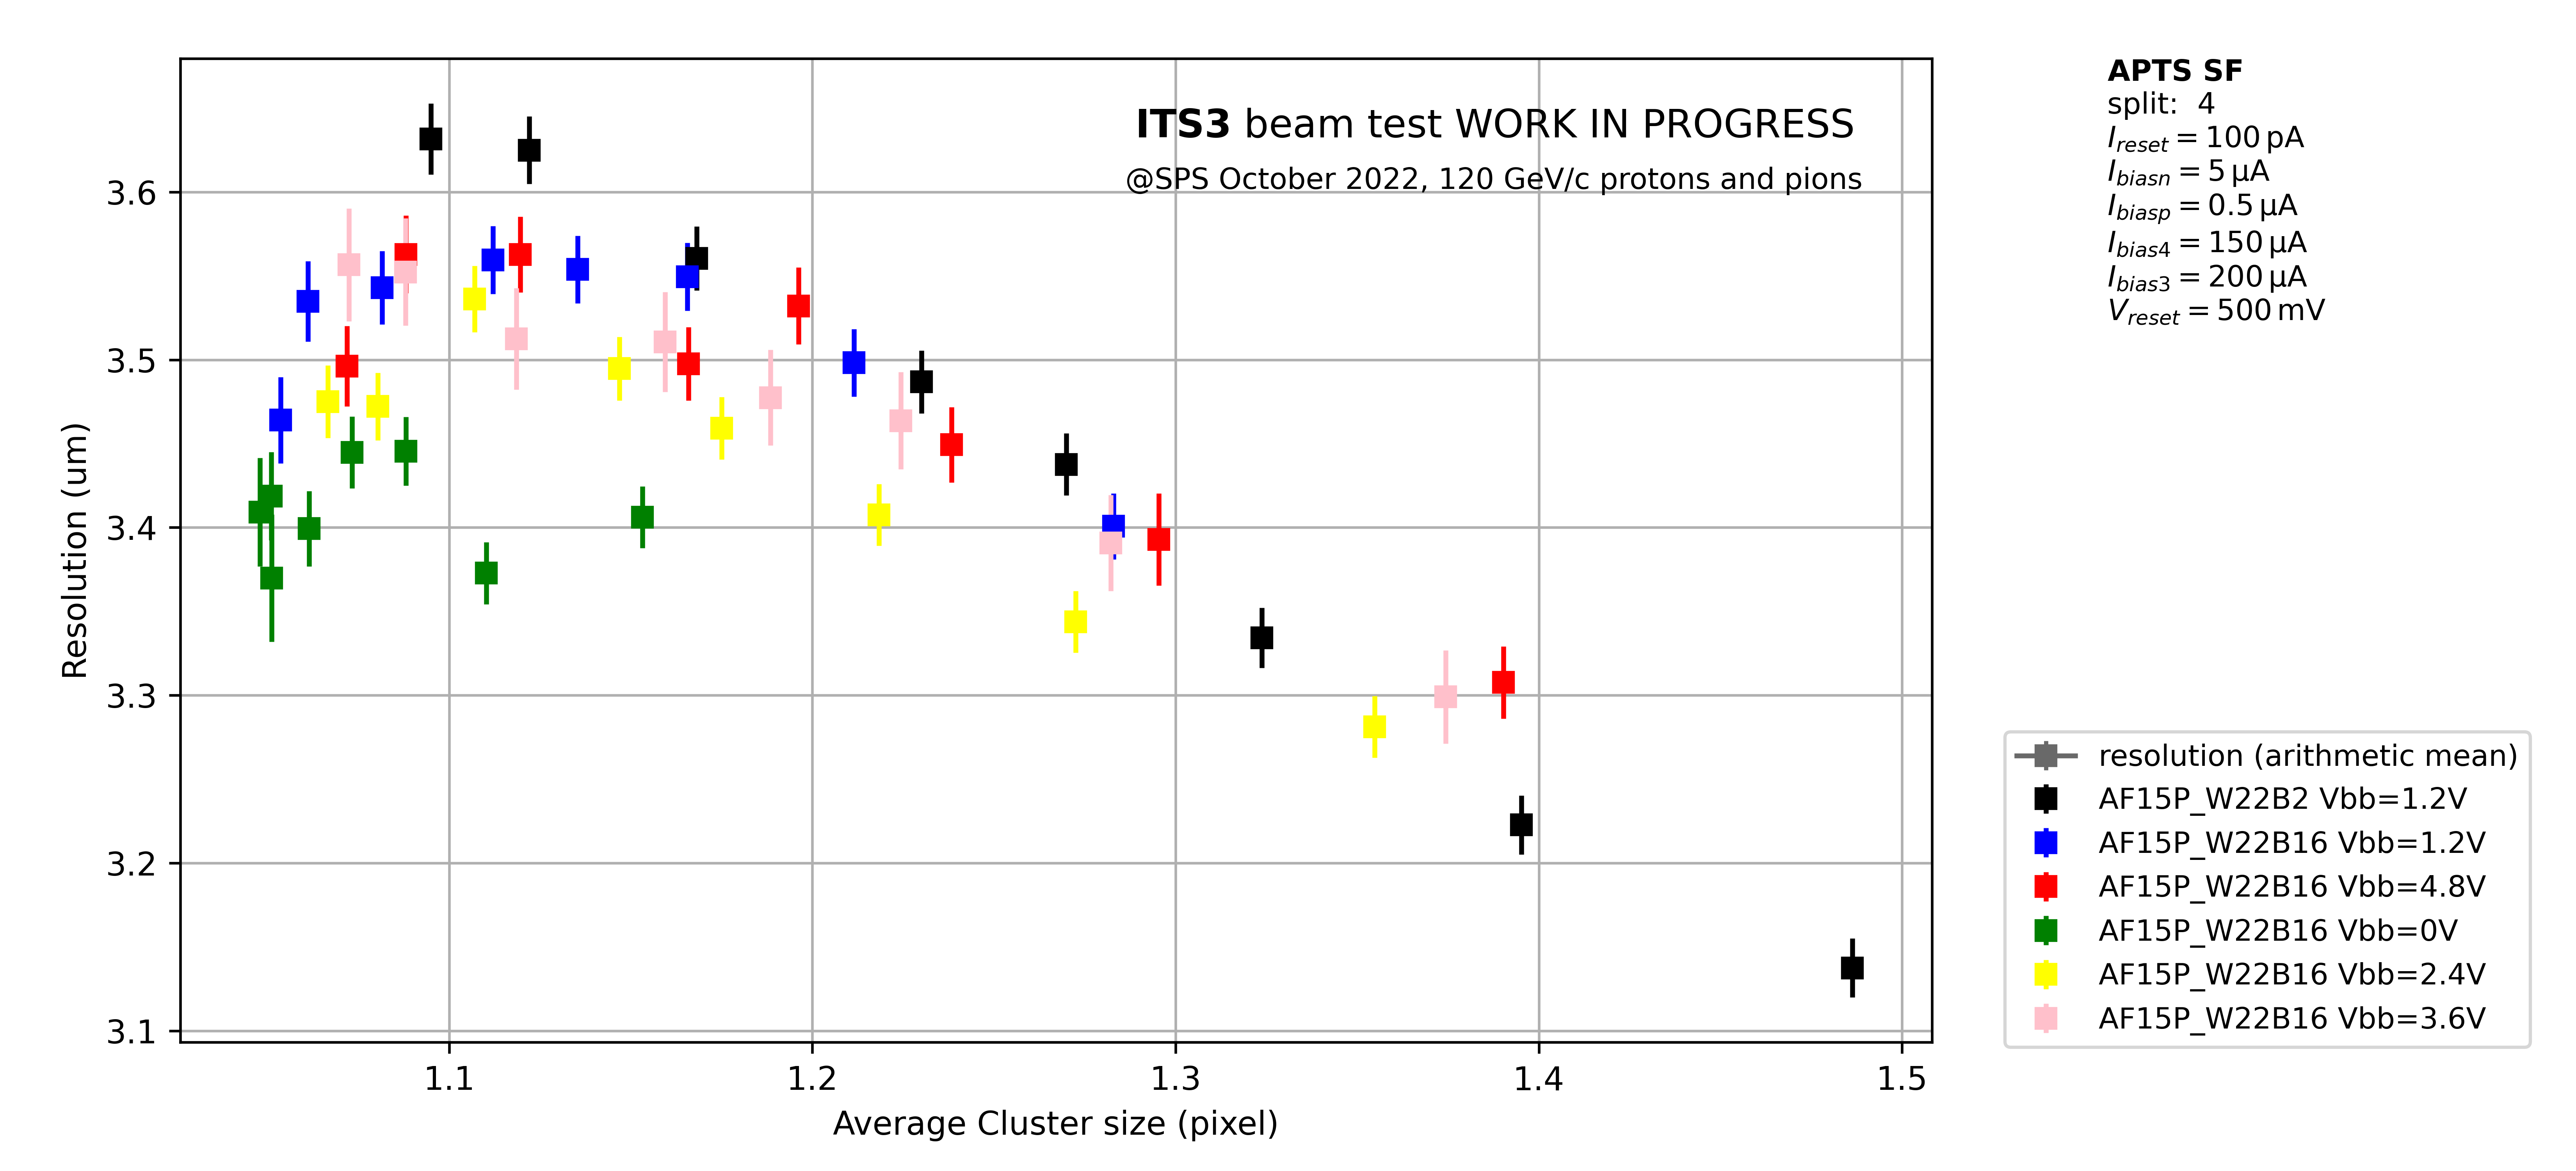 ITS3 beam test WORK IN PROGRESS
@SPS October 2022, 120 GeV/c protons and pions
3.6
3.5
3.4
3.3
3.2
3.1
Resolution (um)
1.1
1.2
1.3
1.4
1.5
Average Cluster size (pixel)
APTS SF
split: 4
I_reset = 100 pA
I_biasn = 5 μA
I_biasp = 0.5 μA
I_bias4 = 150 μA
I_bias3 = 200 μA
V_reset = 500 mV
resolution (arithmetic mean)
AF15P_W22B2 Vbb=1.2V
AF15P_W22B16 Vbb=1.2V
AF15P_W22B16 Vbb=4.8V
AF15P_W22B16 Vbb=0V
AF15P_W22B16 Vbb=2.4V
AF15P_W22B16 Vbb=3.6V